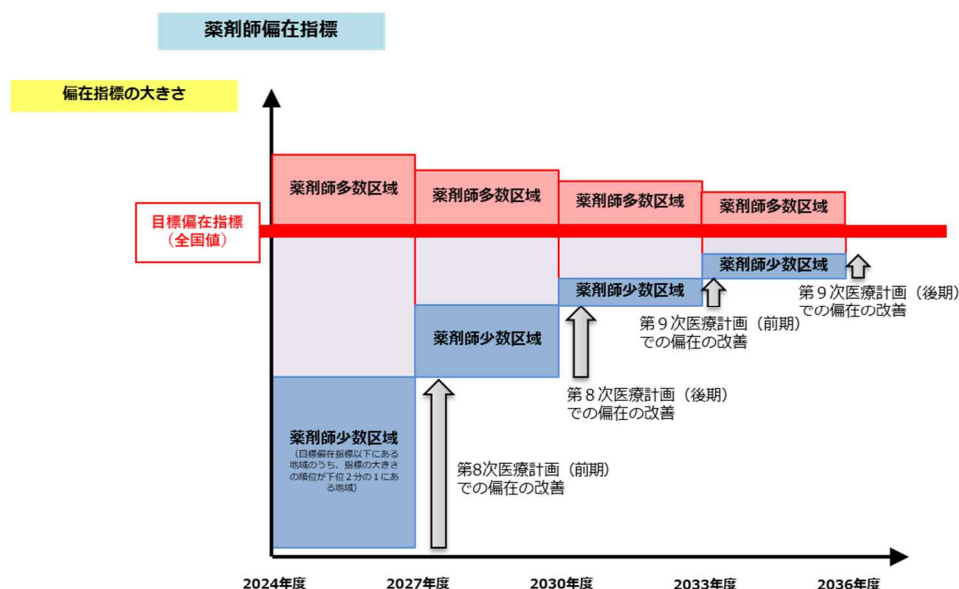 薬剤師偏在指標
偏在指標の大きさ
目標偏在指標
（全国値）
薬剤師多数区域
薬剤師多数区域
薬剤師多数区域
薬剤師多数区域
薬剤師少数区域
（目標偏在指標以下にある
地域のうち、指標の大きさ
の順位が下位２分の１にあ
る地域）
薬剤師少数区域
薬剤師少数区域
薬剤師少数区域
第8次医療計画（前期）
での偏在の改善
第８次医療計画（後期）
での偏在の改善
第９次医療計画（前期）
での偏在の改善
第９次医療計画（後期）
での偏在の改善
2024年度
2027年度
2030年度
2033年度
2036年度